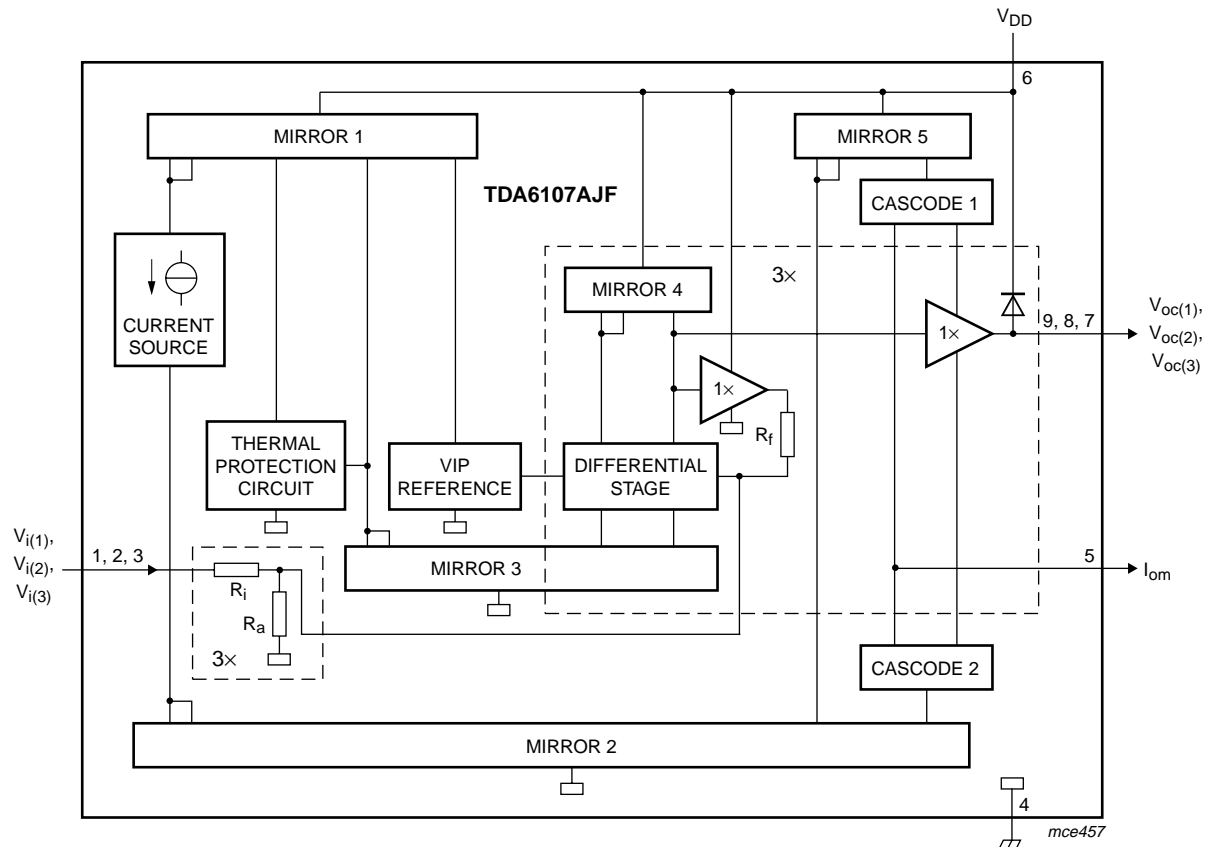 VDD
6
MIRROR 1
MIRROR 5
TDA6107AJF
CASCODE 1
3×
MIRROR 4
CURRENT
SOURCE
1×
9, 8, 7
Voc(1),
Voc(2),
Voc(3)
1×
Rf
THERMAL
PROTECTION
CIRCUIT
VIP
REFERENCE
DIFFERENTIAL
STAGE
Vi(1),
Vi(2),
Vi(3)
1, 2, 3
MIRROR 3
5
Iom
Ri
Ra
3×
CASCODE 2
MIRROR 2
4
mce457